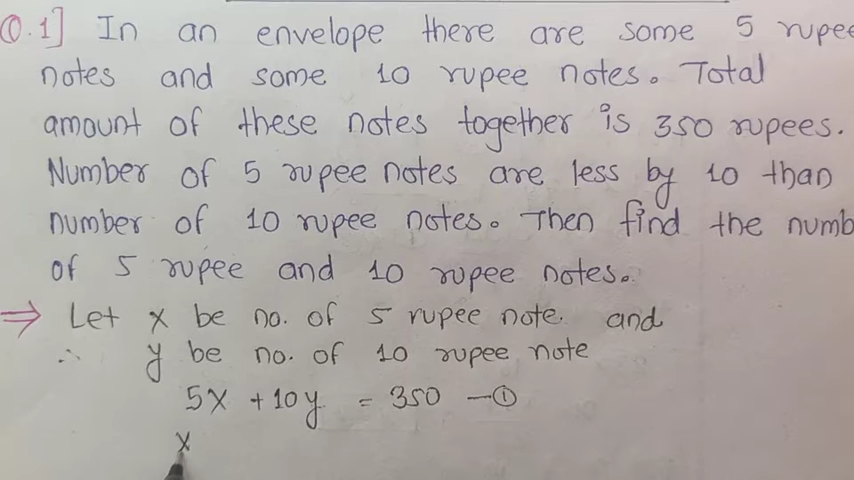 Q.1] In an envelope there are some 5 rupee
notes and some 10 rupee notes. Total
amount of these notes together is 350 rupees.
Number of 5 rupee notes are less by 10 than
number of 10 rupee notes. Then find the numb
of 5 rupee and 10 rupee notes.
⇒ Let x be no. of 5 rupee note. and
∴ y be no. of 10 rupee note
5x + 10y = 350 —①
x